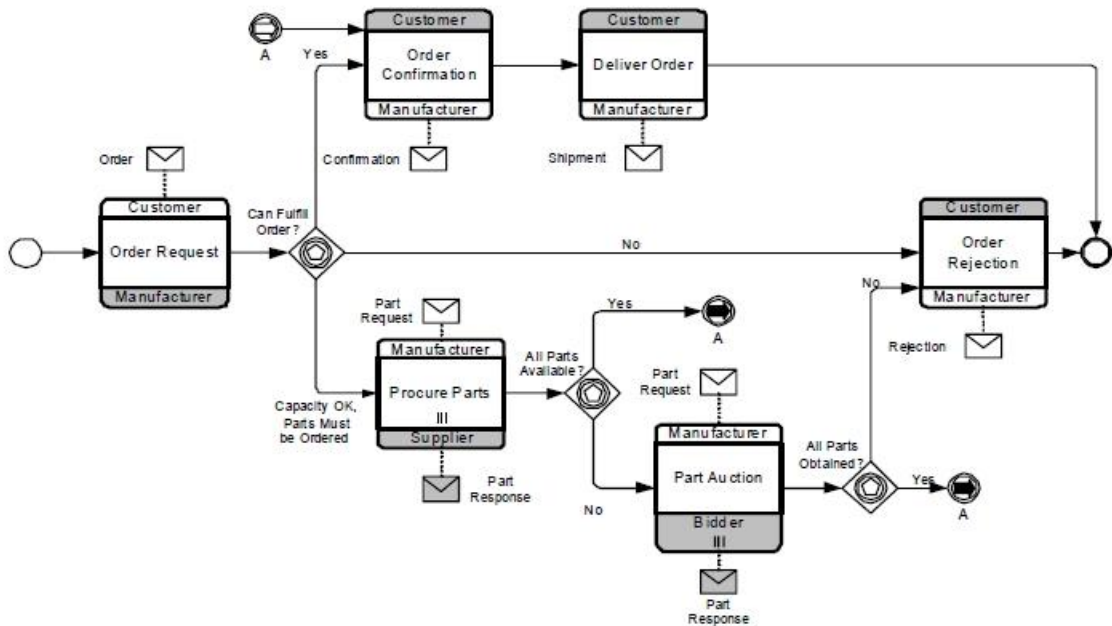 Customer
Order
Confirmation
Manufacturer
Confirmation
A
Yes
Customer
Deliver Order
Manufacturer
Shipment
Order
Customer
Order Request
Manufacturer
Can Fulfill
Order?
No
Customer
Order
Rejection
Manufacturer
Rejection
No
Capacity OK,
Parts Must
be Ordered
Part
Request
Manufacturer
Procure Parts
Supplier
Part
Response
All Parts
Available?
Yes
A
No
Part
Request
Manufacturer
Part Auction
Bidder
Part
Response
All Parts
Obtained?
Yes
A